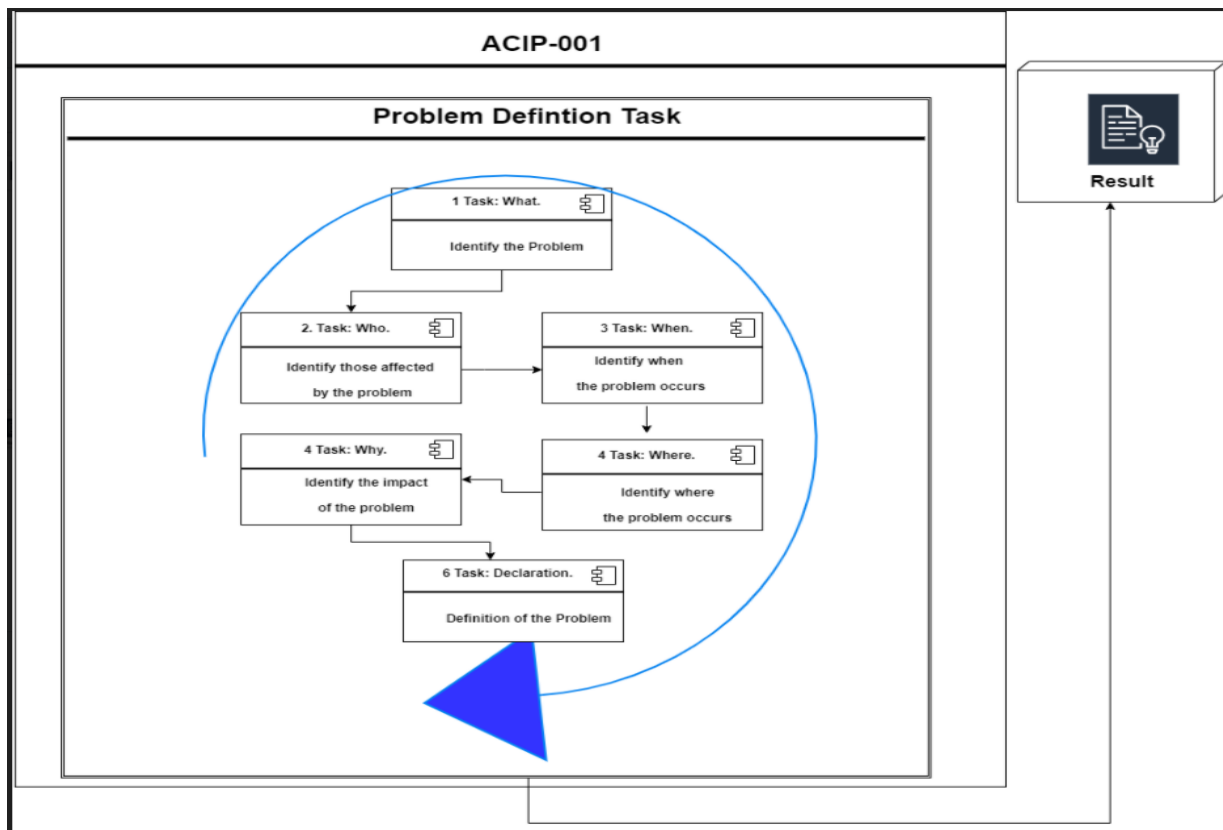 ACIP-001
Problem Defintion Task
Result
1 Task: What.
Identify the Problem
2. Task: Who.
Identify those affected
by the problem
3 Task: When.
Identify when
the problem occurs
4 Task: Where.
Identify where
the problem occurs
4 Task: Why.
Identify the impact
of the problem
6 Task: Declaration.
Definition of the Problem